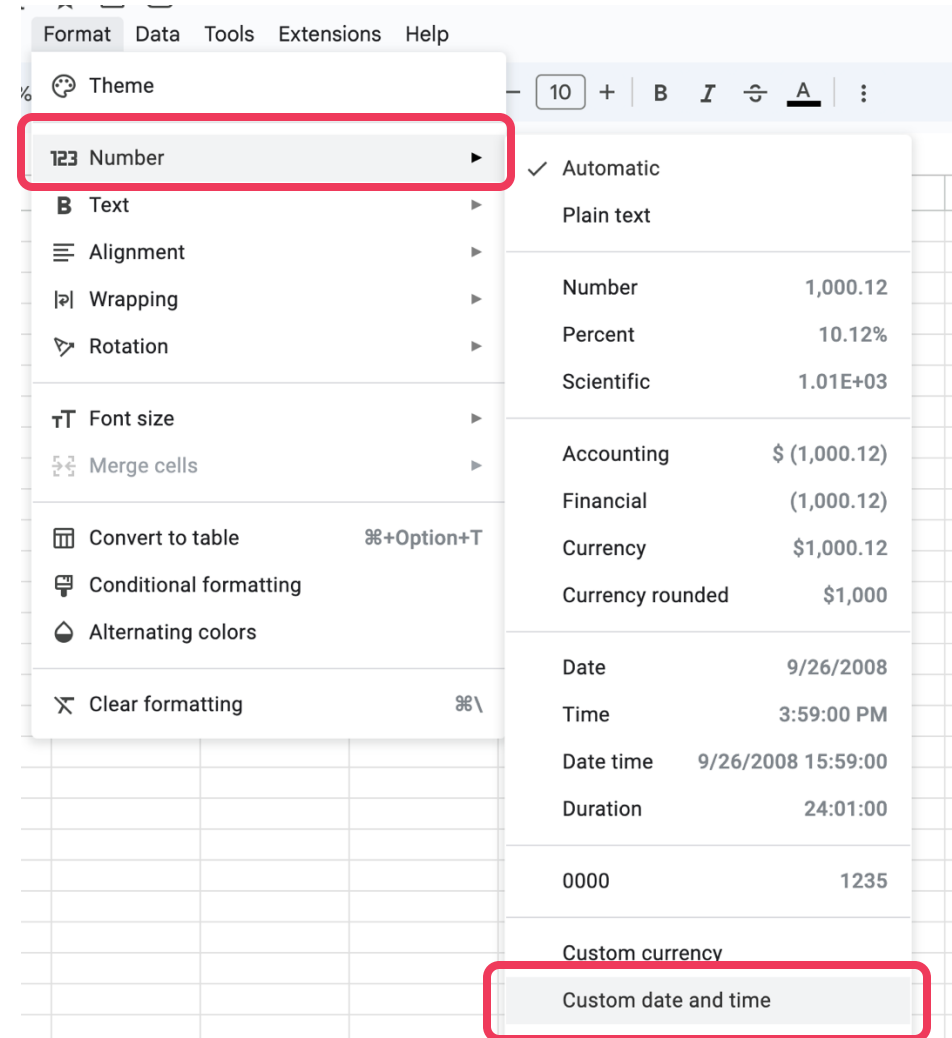 Format Data Tools Extensions Help
Theme
10 + B I S A
123 Number
B Text
Alignment
Wrapping
Rotation
Font size
Merge cells
Convert to table ⌘+Option+T
Conditional formatting
Alternating colors
Clear formatting ⌘\
Automatic
Plain text
Number 1,000.12
Percent 10.12%
Scientific 1.01E+03
Accounting $ (1,000.12)
Financial (1,000.12)
Currency $1,000.12
Currency rounded $1,000
Date 9/26/2008
Time 3:59:00 PM
Date time 9/26/2008 15:59:00
Duration 24:01:00
0000 1235
Custom currency
Custom date and time